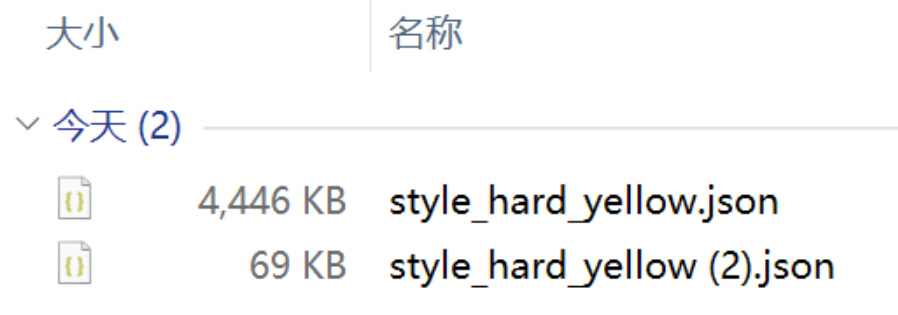 大小 名称
今天 (2)
4,446 KB style_hard_yellow.json
69 KB style_hard_yellow (2).json